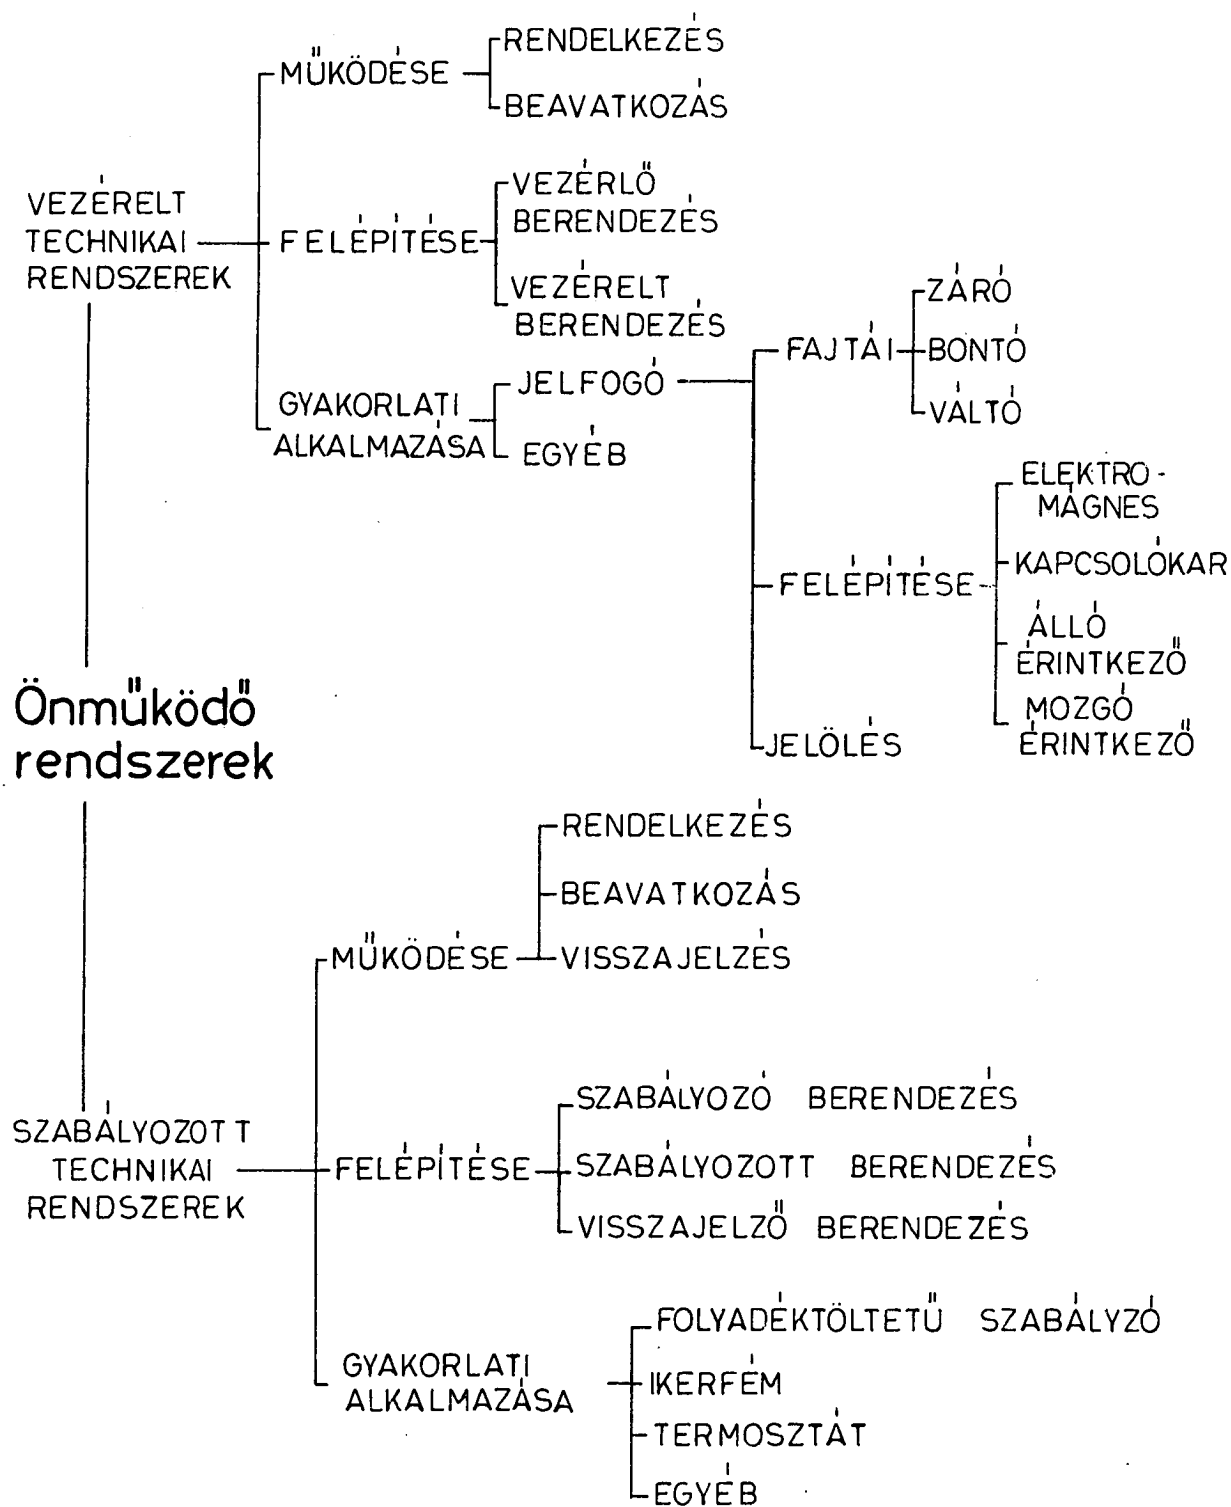 RENDELKEZÉS
MŰKÖDÉSE
BEAVATKOZÁS
VEZÉRELT
TECHNIKAI
RENDSZEREK
FELÉPÍTÉSE
VEZÉRLŐ
BERENDEZÉS
VEZÉRELT
BERENDEZÉS
GYAKORLATI
ALKALMAZÁSA
JELFOGÓ
EGYÉB
FAJTÁI
ZÁRÓ
BONTÓ
VÁLTÓ
FELÉPÍTÉSE
ELEKTRO-
MÁGNES
KAPCSOLÓKAR
ÁLLÓ
ÉRINTKEZŐ
MOZGÓ
ÉRINTKEZŐ
JELÖLÉS
Önműködő
rendszerek
RENDELKEZÉS
BEAVATKOZÁS
MŰKÖDÉSE
VISSZAJELZÉS
SZABÁLYOZOTT
TECHNIKAI
RENDSZEREK
FELÉPÍTÉSE
SZABÁLYOZÓ BERENDEZÉS
SZABÁLYOZOTT BERENDEZÉS
VISSZAJELZŐ BERENDEZÉS
GYAKORLATI
ALKALMAZÁSA
FOLYADÉKTÖLTETŰ SZABÁLYZÓ
IKERFÉM
TERMOSZTÁT
EGYÉB